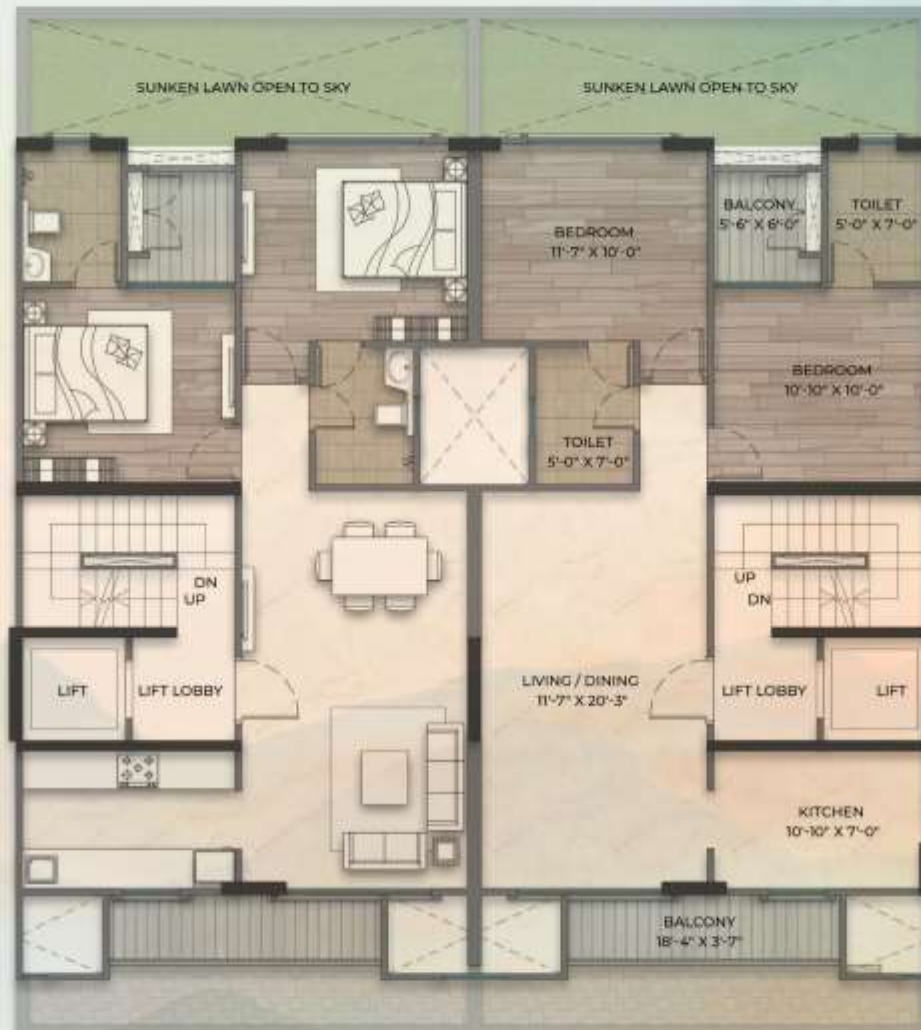 SUNKEN LAWN OPEN TO SKY
SUNKEN LAWN OPEN TO SKY
BEDROOM
11'-7" X 10'-0"
BALCONY
5'-6" X 6'-0"
TOILET
5'-0" X 7'-0"
BEDROOM
10'-10" X 10'-0"
TOILET
5'-0" X 7'-0"
DN
UP
UP
DN
LIFT
LIFT LOBBY
LIVING / DINING
11'-7" X 20'-3"
LIFT LOBBY
LIFT
KITCHEN
10'-10" X 7'-0"
BALCONY
18'-4" X 3'-7"